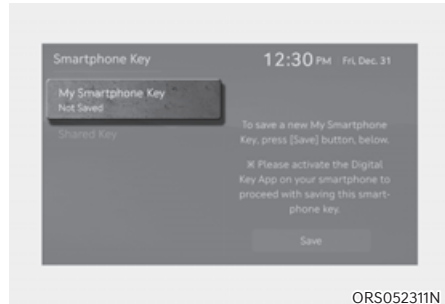 Smartphone Key
12:30 PM Fri, Dec. 31
My Smartphone Key
Not Saved
Shared Key
To save a new My Smartphone
Key, press [Save] button, below.
※ Please activate the Digital
Key App on your smartphone to
proceed with saving this smart-
phone key.
Save
ORS052311N